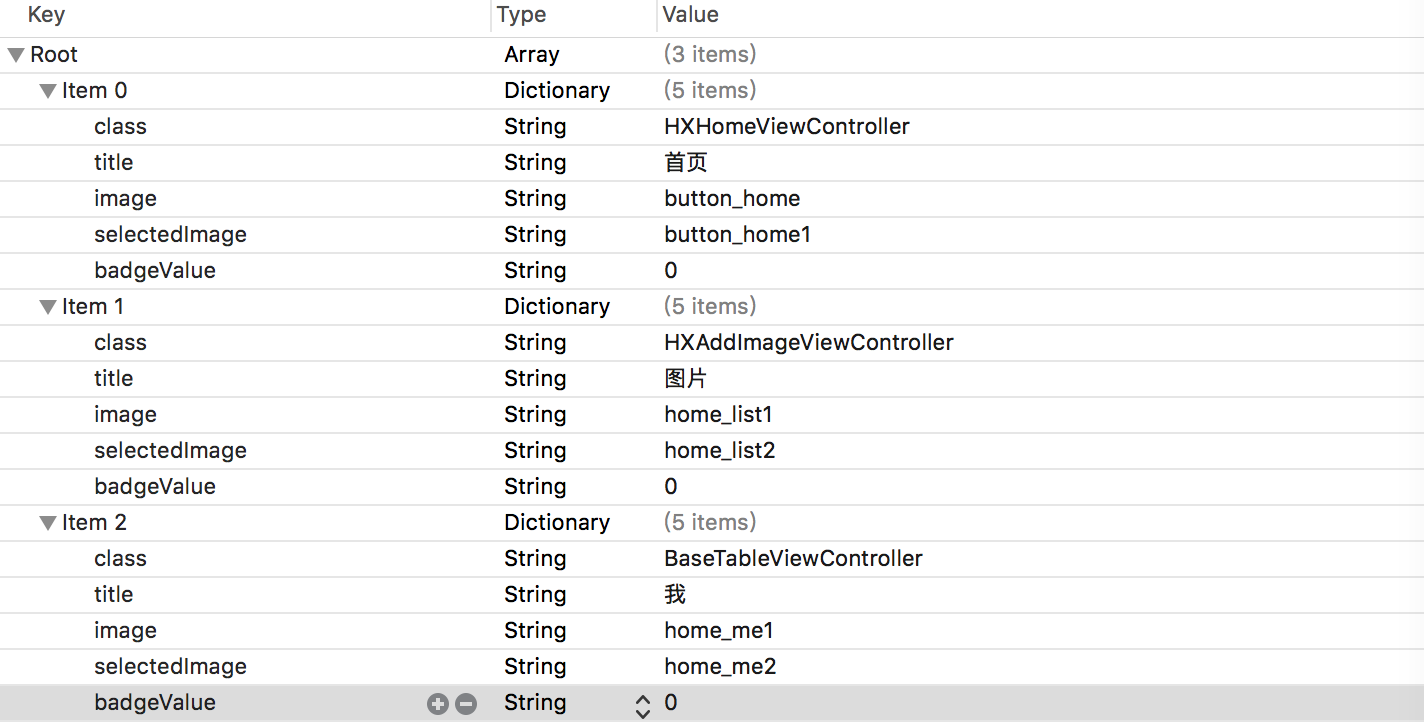 Key Type Value
Root Array (3 items)
Item 0 Dictionary (5 items)
class String HXHomeViewController
title String 首页
image String button_home
selectedImage String button_home1
badgeValue String 0
Item 1 Dictionary (5 items)
class String HXAddImageViewController
title String 图片
image String home_list1
selectedImage String home_list2
badgeValue String 0
Item 2 Dictionary (5 items)
class String BaseTableViewController
title String 我
image String home_me1
selectedImage String home_me2
badgeValue String 0